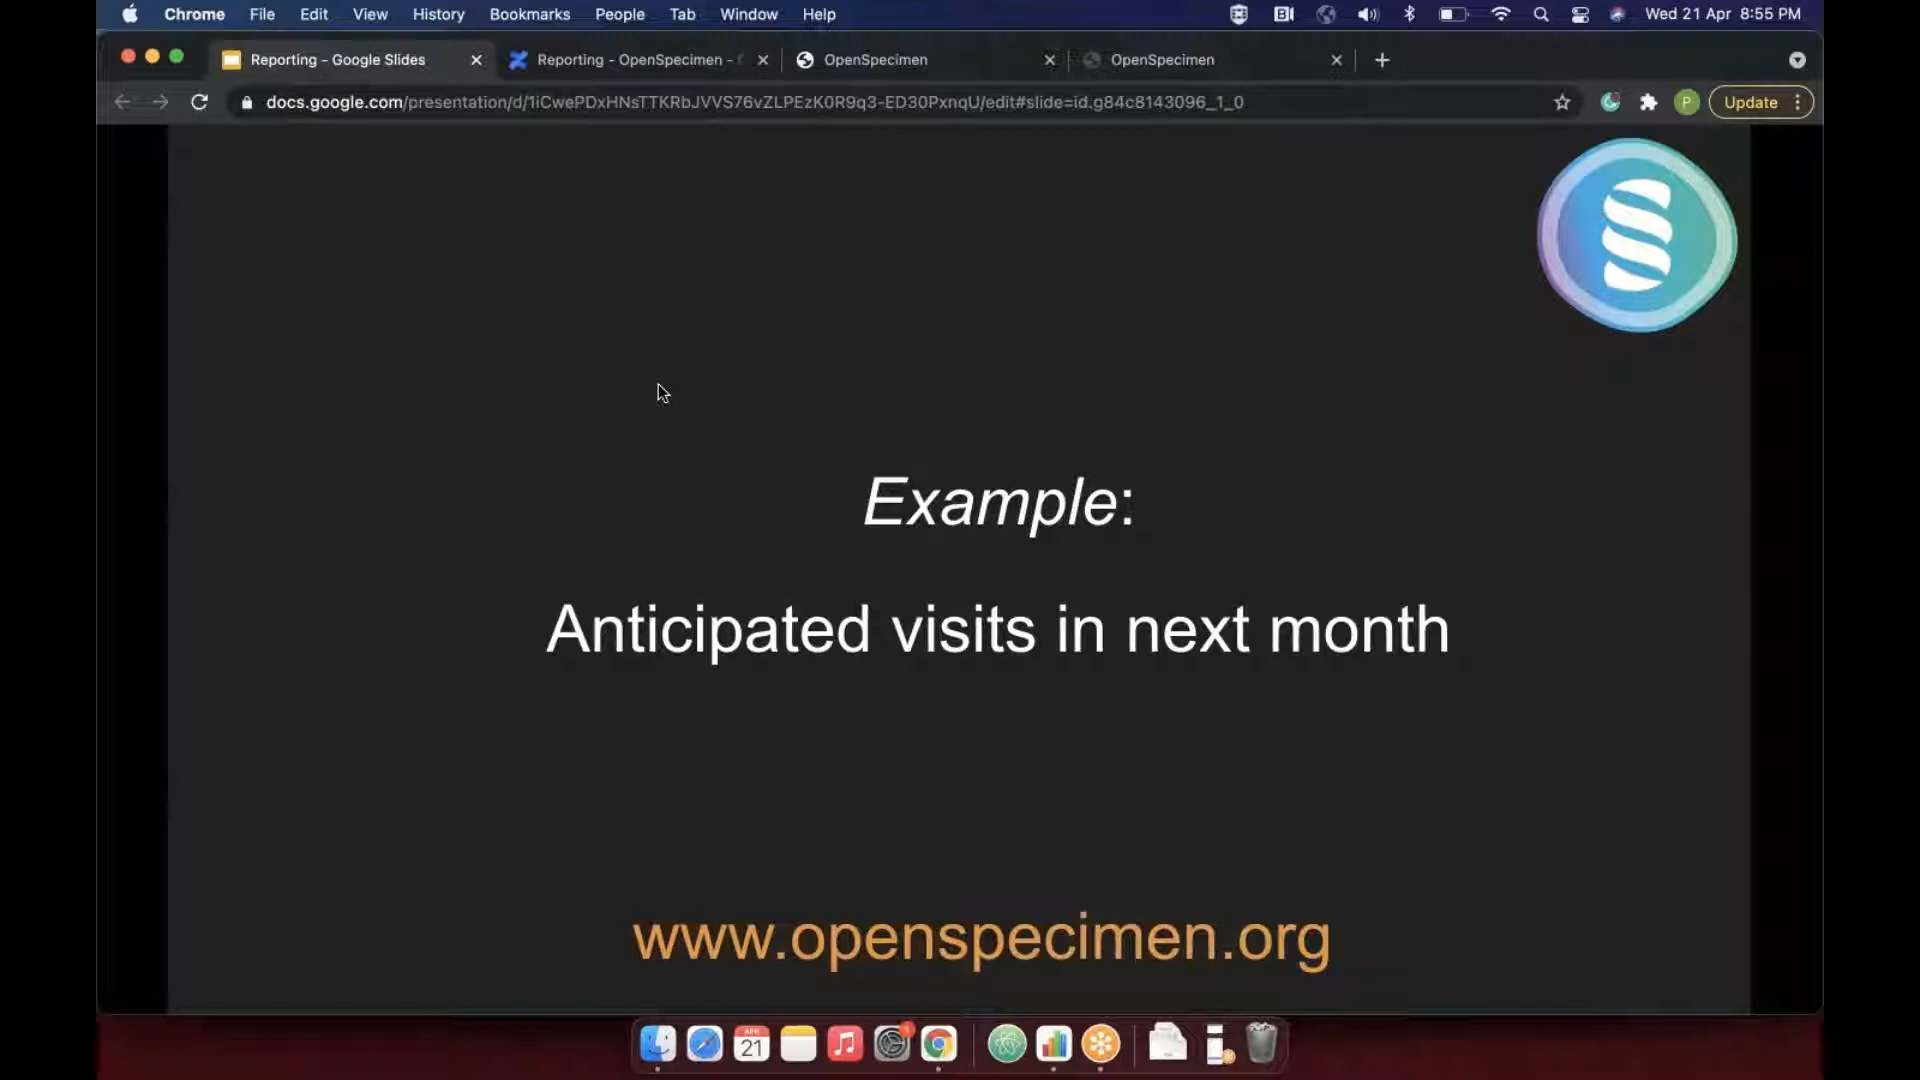 Chrome File Edit View History Bookmarks People Tab Window Help Wed 21 Apr 8:55 PM
Reporting - Google Slides Reporting - OpenSpecimen - OpenSpecimen OpenSpecimen
docs.google.com/presentation/d/1iCwePDxHNsTTKRbJVVS76vZLPEzK0R9q3-ED30PxnqU/edit#slide=id.g84c8143096_1_0 P Update
Example:
Anticipated visits in next month
www.openspecimen.org
APR
21